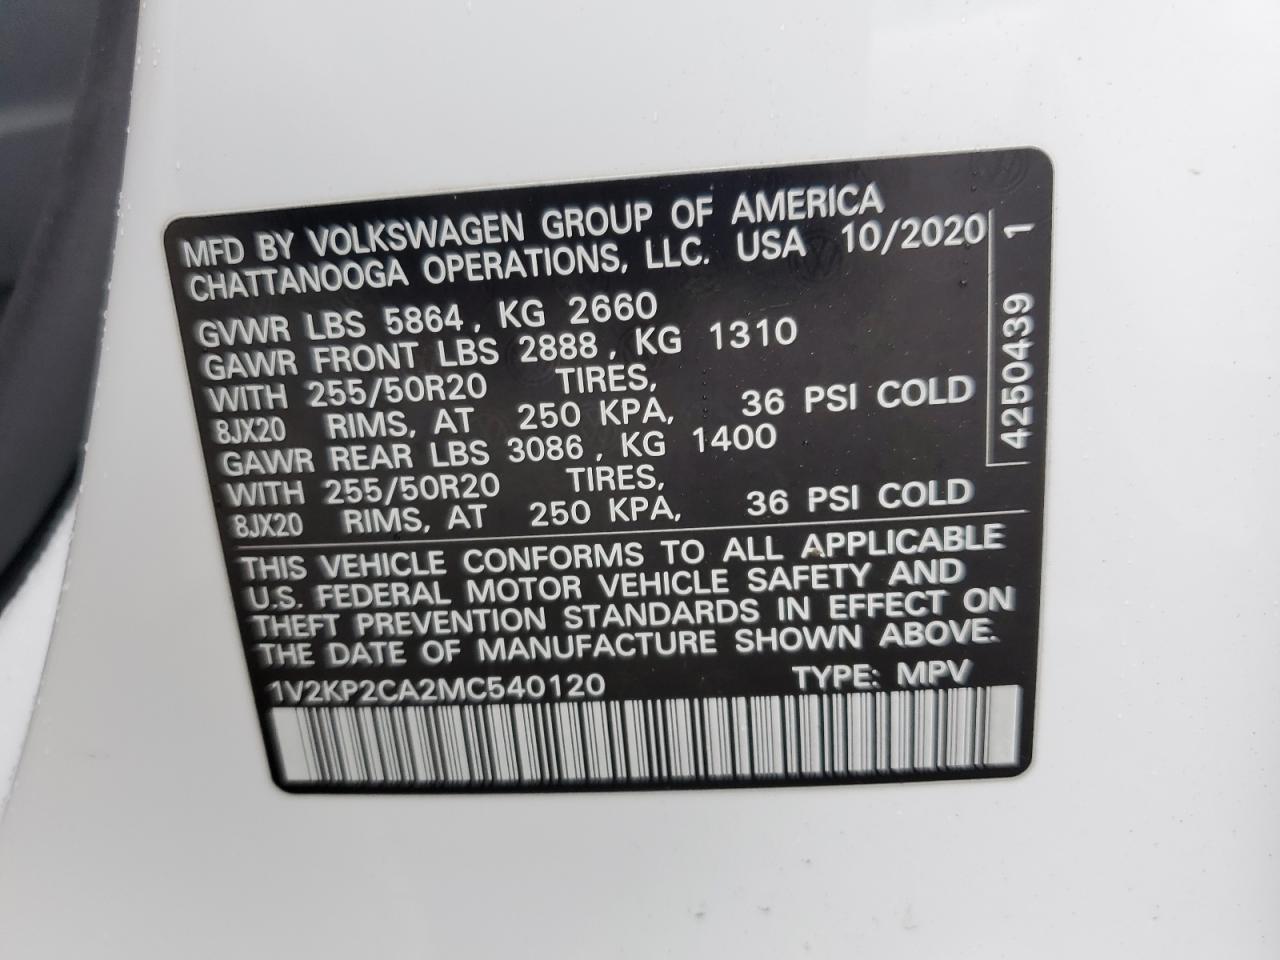 MFD BY VOLKSWAGEN GROUP OF AMERICA
CHATTANOOGA OPERATIONS, LLC. USA 10/2020
GVWR LBS 5864, KG 2660
GAWR FRONT LBS 2888, KG 1310
WITH 255/50R20 TIRES,
8JX20 RIMS, AT 250 KPA, 36 PSI COLD
GAWR REAR LBS 3086, KG 1400
WITH 255/50R20 TIRES,
8JX20 RIMS, AT 250 KPA, 36 PSI COLD
4250439 1
THIS VEHICLE CONFORMS TO ALL APPLICABLE
U.S. FEDERAL MOTOR VEHICLE SAFETY AND
THEFT PREVENTION STANDARDS IN EFFECT ON
THE DATE OF MANUFACTURE SHOWN ABOVE.
1V2KP2CA2MC540120 TYPE: MPV